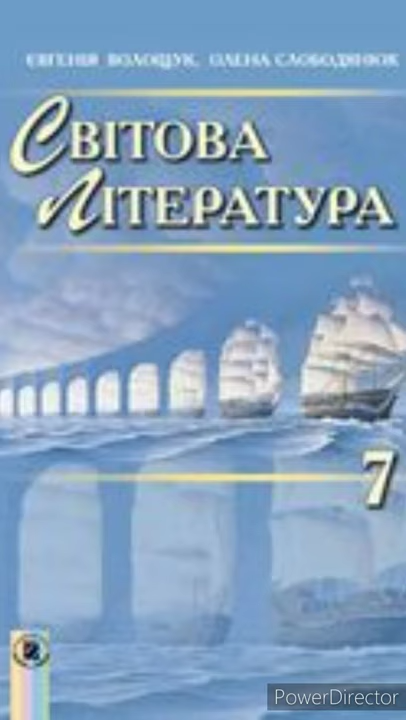 ЄВГЕНІЯ ВОЛОЩУК, ОЛЕНА СЛОБОДЯНЮК
СВІТОВА
ЛІТЕРАТУРА
7
PowerDirector